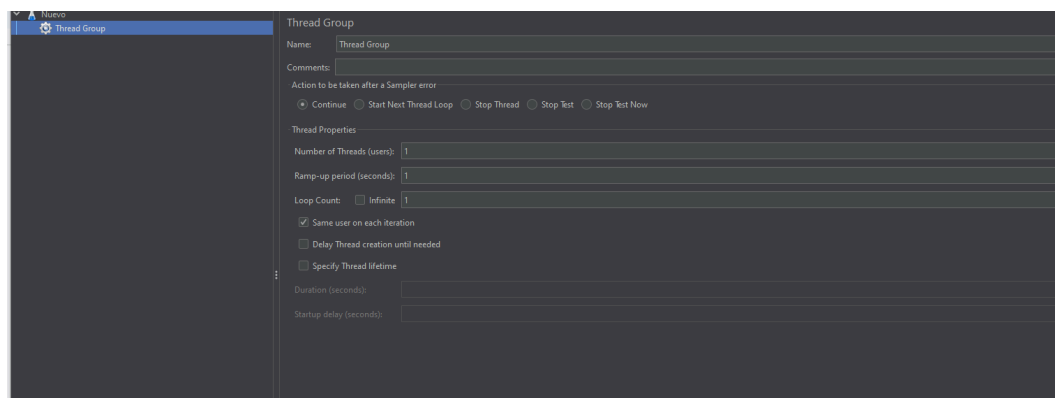 Nuevo
Thread Group
Thread Group
Name: Thread Group
Comments:
Action to be taken after a Sampler error
Continue Start Next Thread Loop Stop Thread Stop Test Stop Test Now
Thread Properties
Number of Threads (users): 1
Ramp-up period (seconds): 1
Loop Count: Infinite 1
Same user on each iteration
Delay Thread creation until needed
Specify Thread lifetime
Duration (seconds):
Startup delay (seconds):